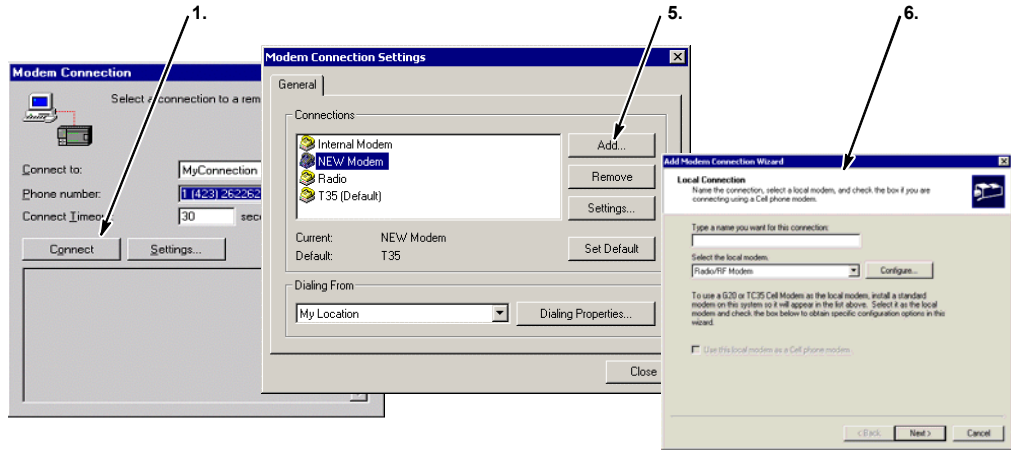 1.
5.
6.
Modem Connection
Select a connection to a rem
Connect to:
MyConnection
Phone number:
1 (423) 262262
Connect Timeout:
30
seco
Connect
Settings...
Modem Connection Settings
General
Connections
Internal Modem
NEW Modem
Radio
T35 (Default)
Add...
Remove
Settings...
Set Default
Current: NEW Modem
Default: T35
Dialing From
My Location
Dialing Properties...
Close
Add Modem Connection Wizard
Local Connection
Name the connection, select a local modem, and check the box if you are
connecting using a Cell phone modem.
Type a name you want for this connection:
Select the local modem.
Radio/RF Modem
Configure...
To use a G20 or TC35 Cell Modem as the local modem, install a standard
modem on this system so it will appear in the list above. Select it as the local
modem and check the box below to obtain specific configuration options in this
wizard.
Use this local modem as a Cell phone modem.
< Back
Next >
Cancel